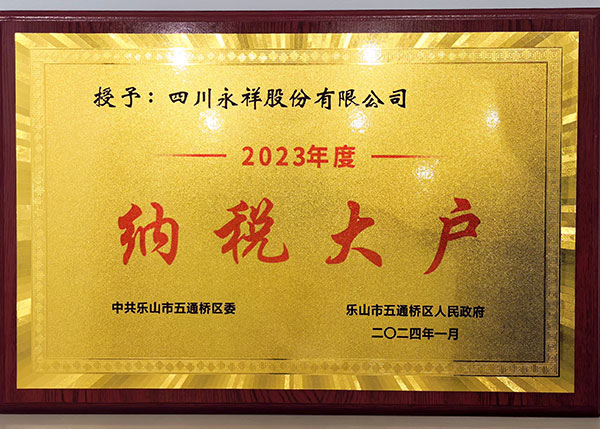 授予：四川永祥股份有限公司
2023年度
纳税大户
中共乐山市五通桥区委
乐山市五通桥区人民政府
二〇二四年一月